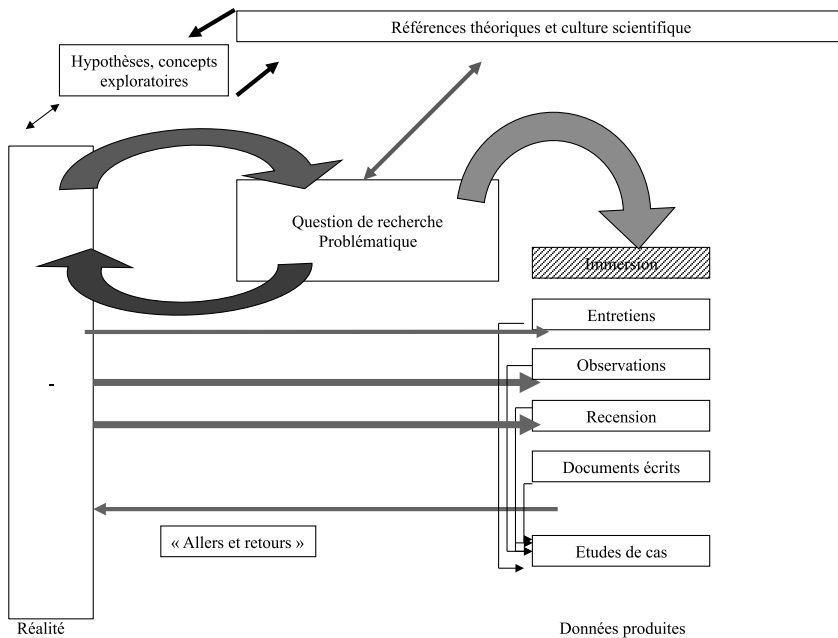 Références théoriques et culture scientifique
Hypothèses, concepts
exploratoires
Question de recherche
Problématique
Immersion
Entretiens
Observations
-
Recension
Documents écrits
« Allers et retours »
Etudes de cas
Réalité
Données produites